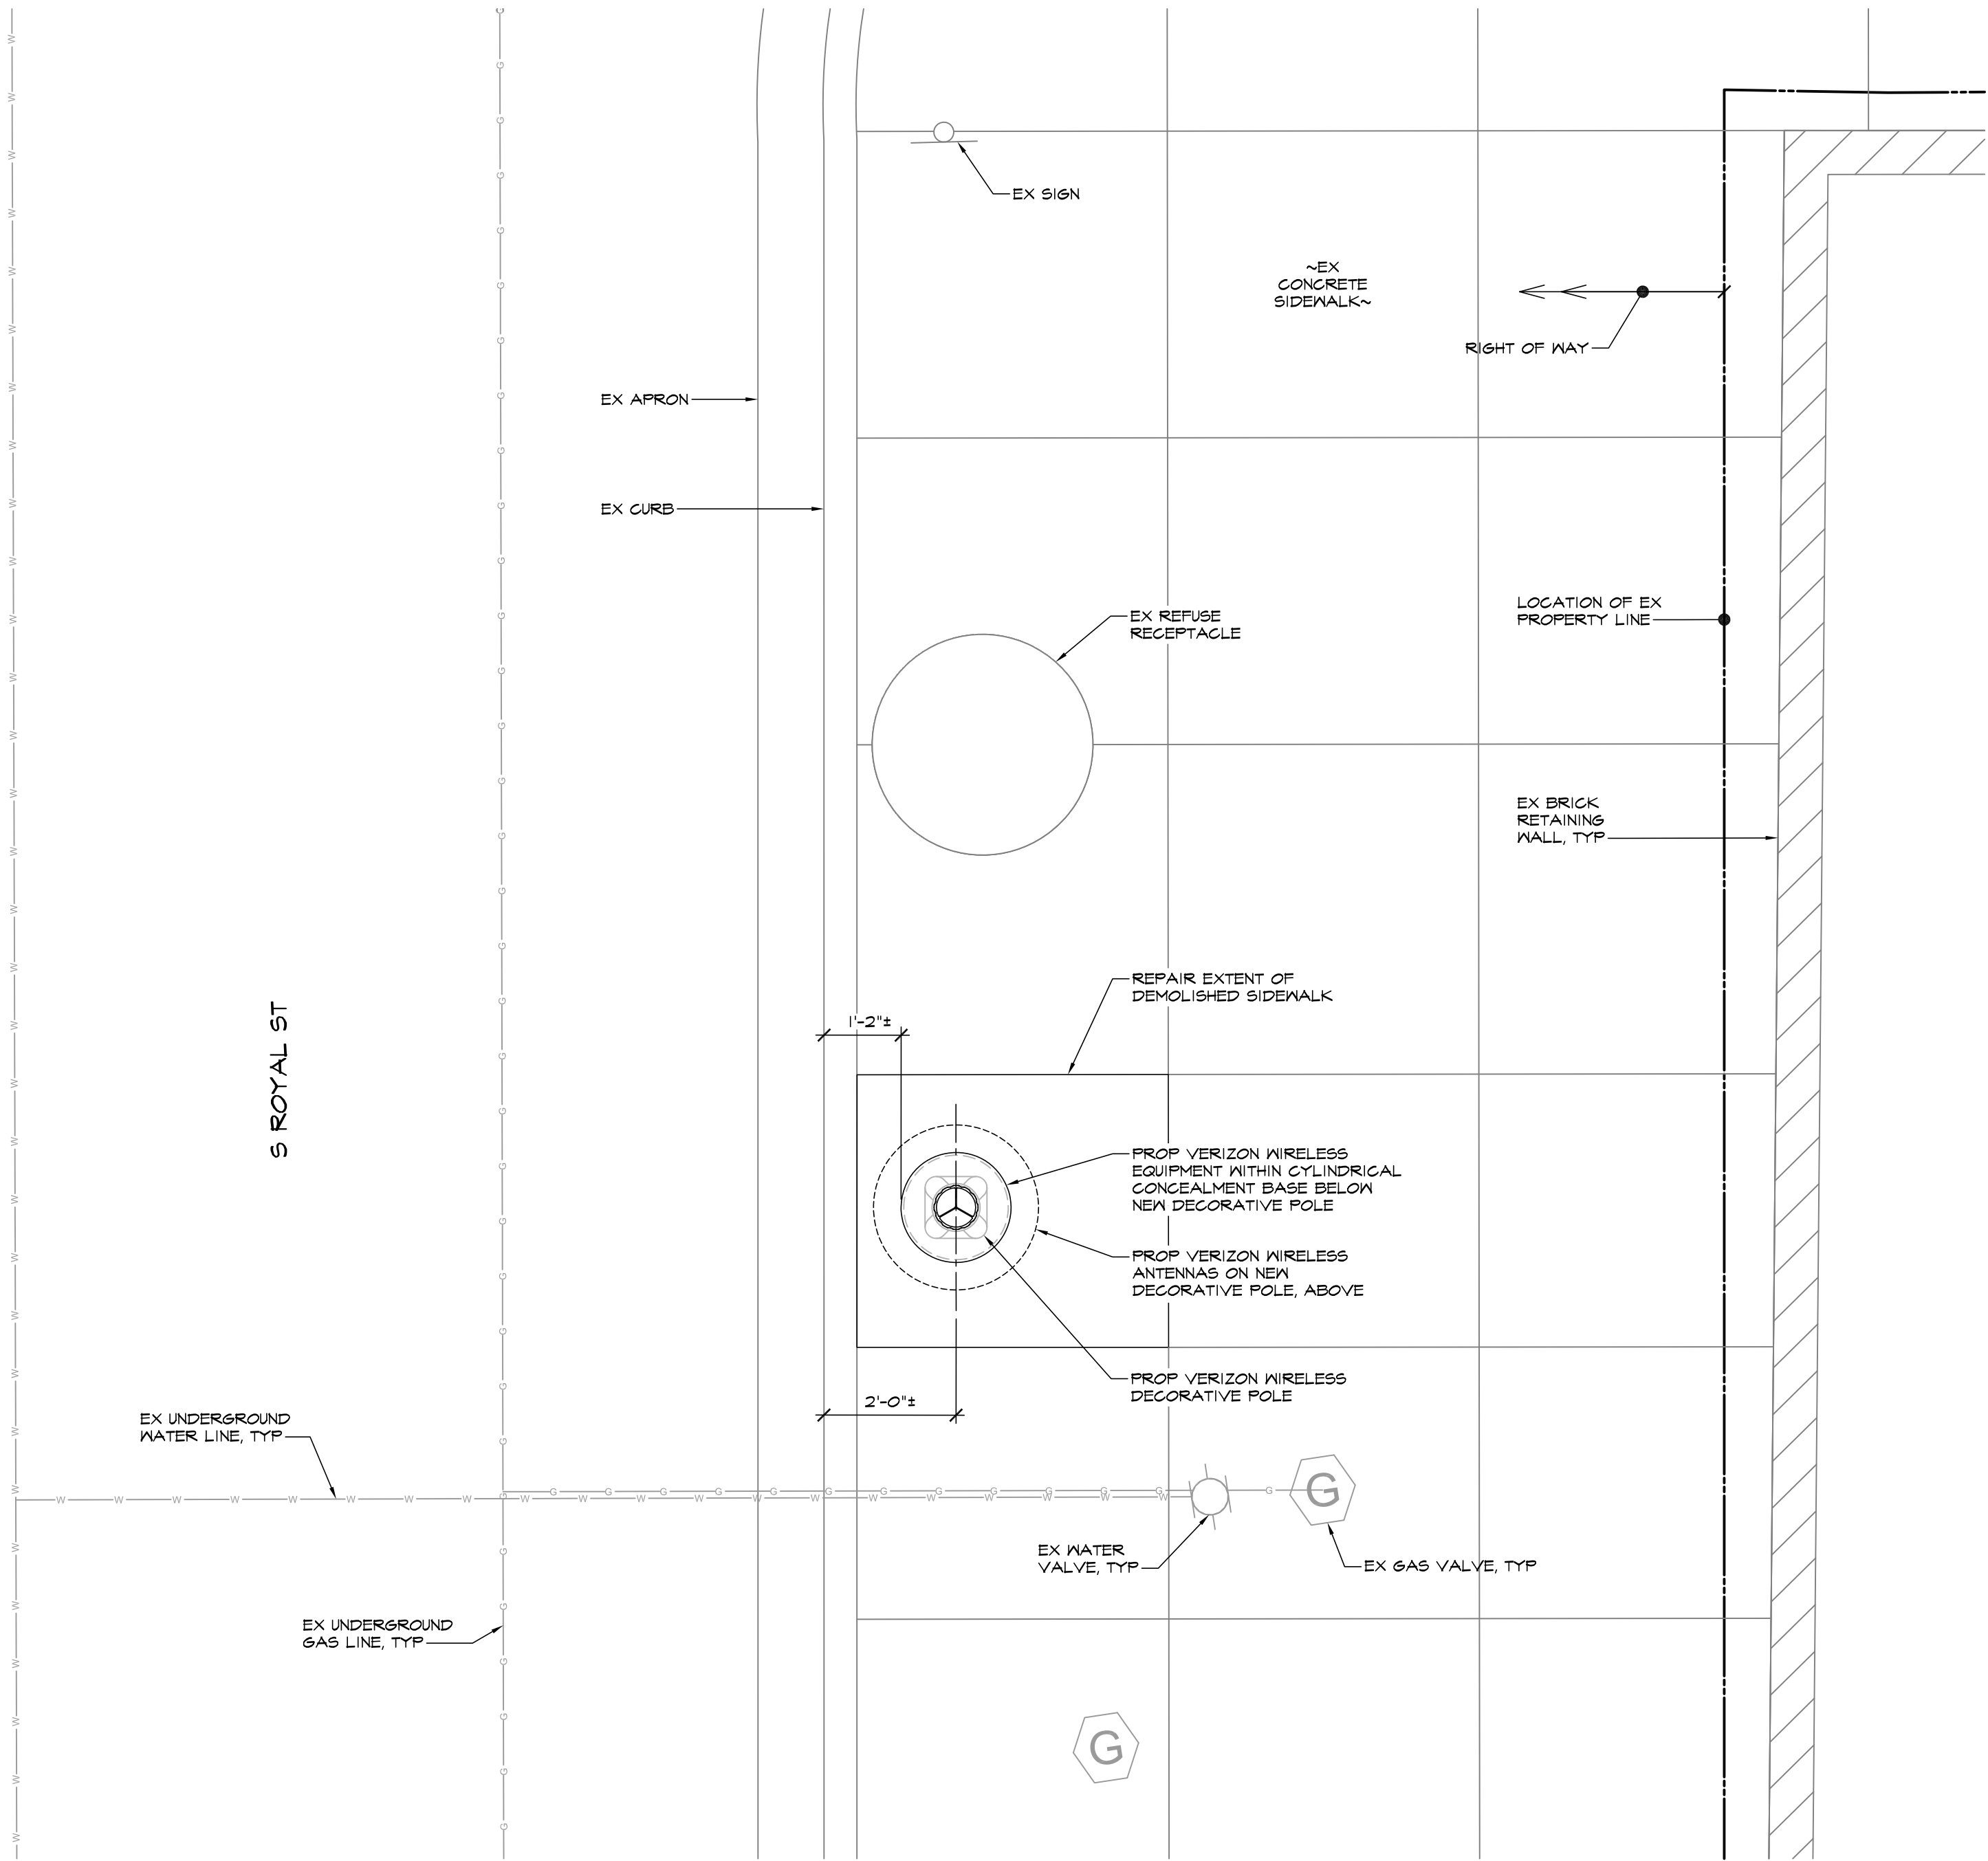 EX SIGN
~EX
CONCRETE
SIDEWALK~
RIGHT OF WAY
EX APRON
EX CURB
LOCATION OF EX
PROPERTY LINE
EX REFUSE
RECEPTACLE
EX BRICK
RETAINING
WALL, TYP
REPAIR EXTENT OF
DEMOLISHED SIDEWALK
1'-2"±
S ROYAL ST
PROP VERIZON WIRELESS
EQUIPMENT WITHIN CYLINDRICAL
CONCEALMENT BASE BELOW
NEW DECORATIVE POLE
PROP VERIZON WIRELESS
ANTENNAS ON NEW
DECORATIVE POLE, ABOVE
PROP VERIZON WIRELESS
DECORATIVE POLE
2'-0"±
EX UNDERGROUND
WATER LINE, TYP
G
EX WATER
VALVE, TYP
EX GAS VALVE, TYP
EX UNDERGROUND
GAS LINE, TYP
G